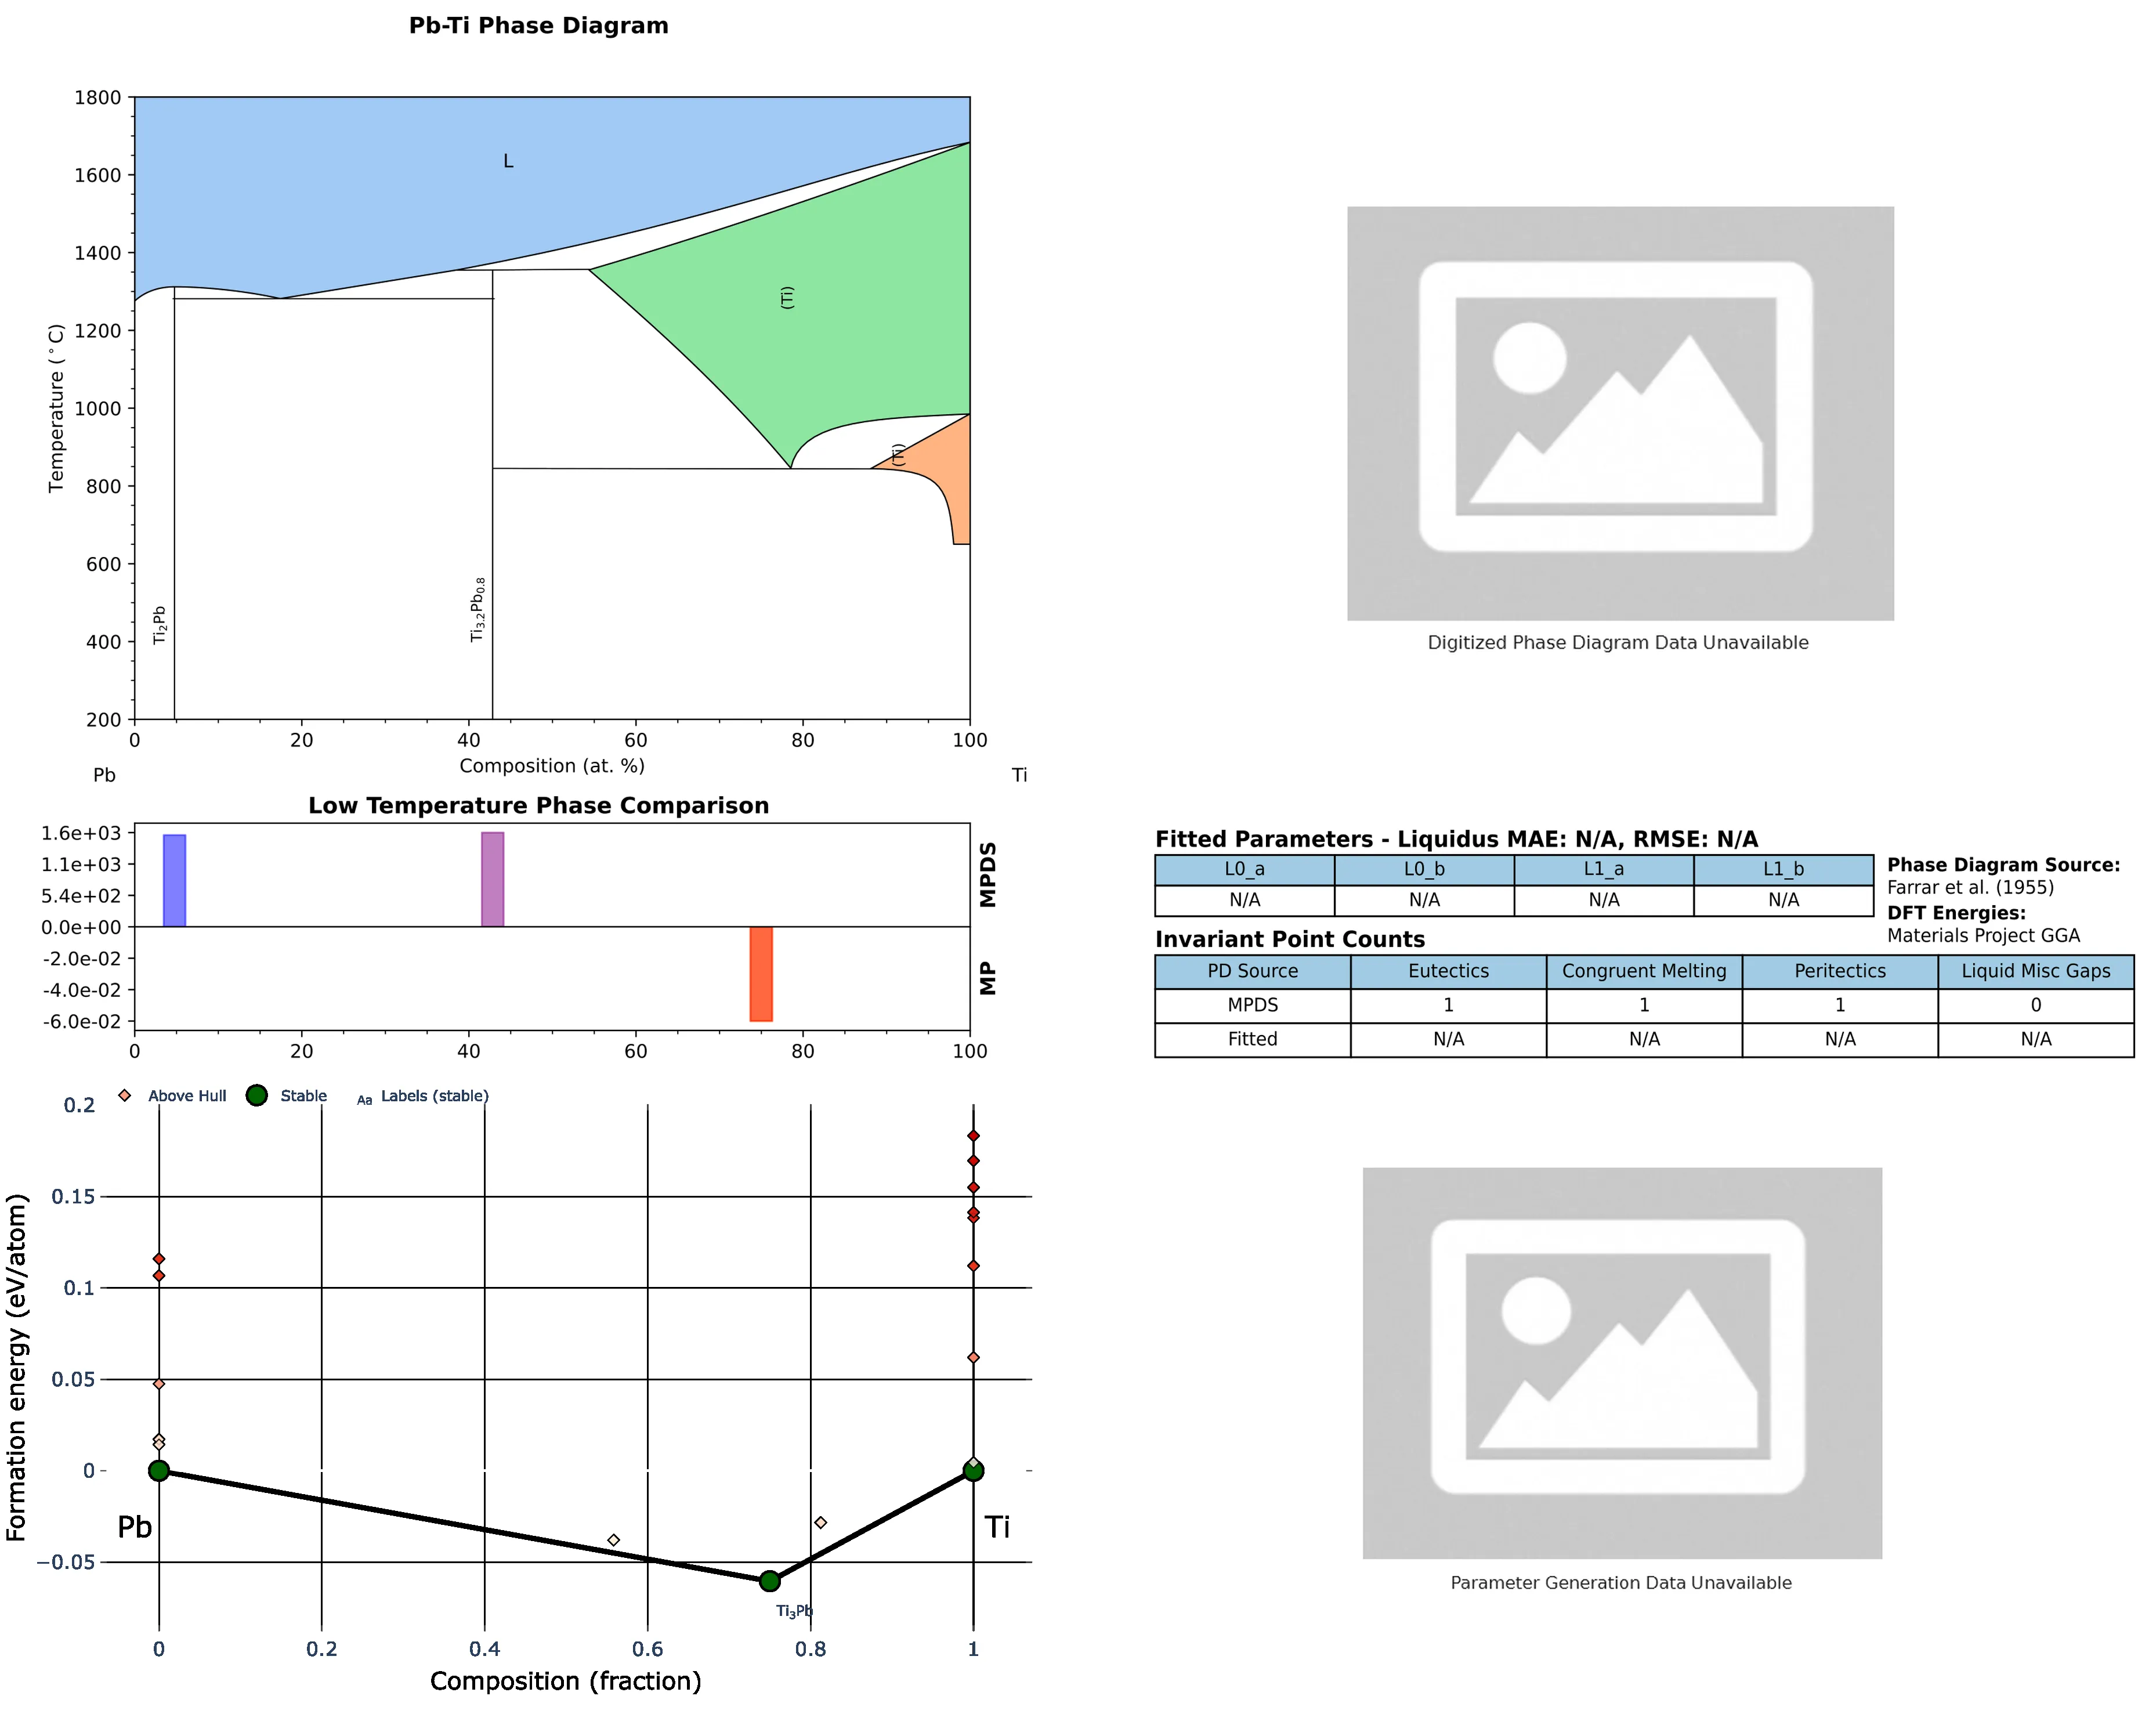 Pb-Ti Phase Diagram
1800
1600
1400
1200
1000
800
600
400
200
Temperature (°C)
L
(Ti)
(Ti)
Ti2Pb
Ti3.2Pb0.8
0 20 40 60 80 100
Composition (at. %)
Pb Ti
Digitized Phase Diagram Data Unavailable
Low Temperature Phase Comparison
1.6e+03
1.1e+03
5.4e+02
0.0e+00
-2.0e-02
-4.0e-02
-6.0e-02
MPDS
MP
0 20 40 60 80 100
Fitted Parameters - Liquidus MAE: N/A, RMSE: N/A
L0_a L0_b L1_a L1_b
N/A N/A N/A N/A
Phase Diagram Source:
Farrar et al. (1955)
DFT Energies:
Materials Project GGA
Invariant Point Counts
PD Source Eutectics Congruent Melting Peritectics Liquid Misc Gaps
MPDS 1 1 1 0
Fitted N/A N/A N/A N/A
Above Hull Stable Aa Labels (stable)
0.2
0.15
0.1
0.05
0
−0.05
Formation energy (eV/atom)
Pb
Ti
Ti3Pb
0 0.2 0.4 0.6 0.8 1
Composition (fraction)
Parameter Generation Data Unavailable